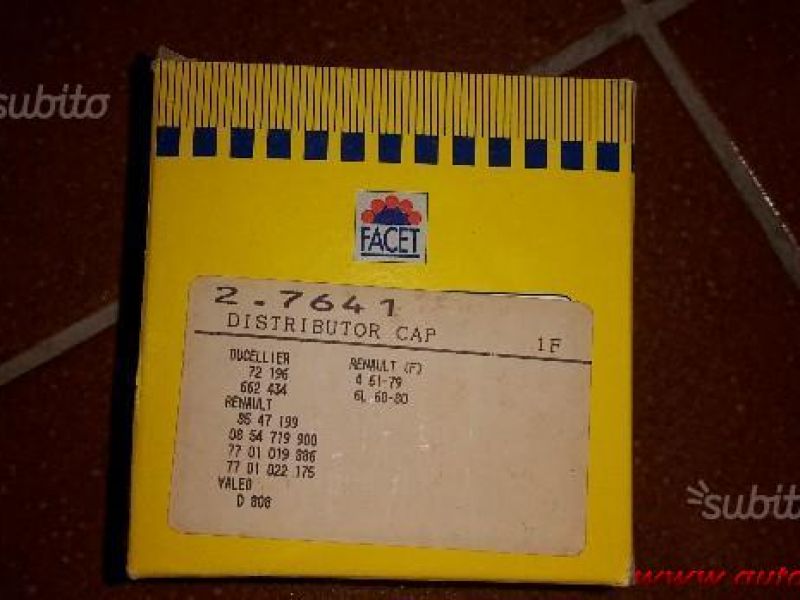 subito
FACET
2.7641
DISTRIBUTOR CAP 1F
DUCELLIER
72 196
662 434
RENAULT
85 47 199
08 54 719 900
77 01 019 886
77 01 022 175
VALEO
D 808
RENAULT (F)
4 61-79
6L 68-80
subito
www.auto